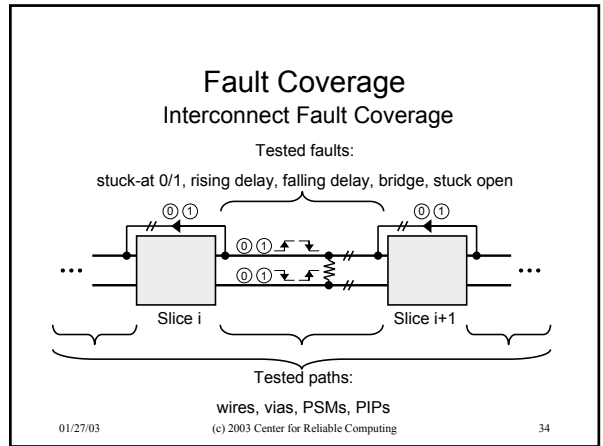 Fault Coverage
Interconnect Fault Coverage
Tested faults:
stuck-at 0/1, rising delay, falling delay, bridge, stuck open
0 1
0 1
0 1
0 1
Slice i
Slice i+1
Tested paths:
wires, vias, PSMs, PIPs
01/27/03 (c) 2003 Center for Reliable Computing 34